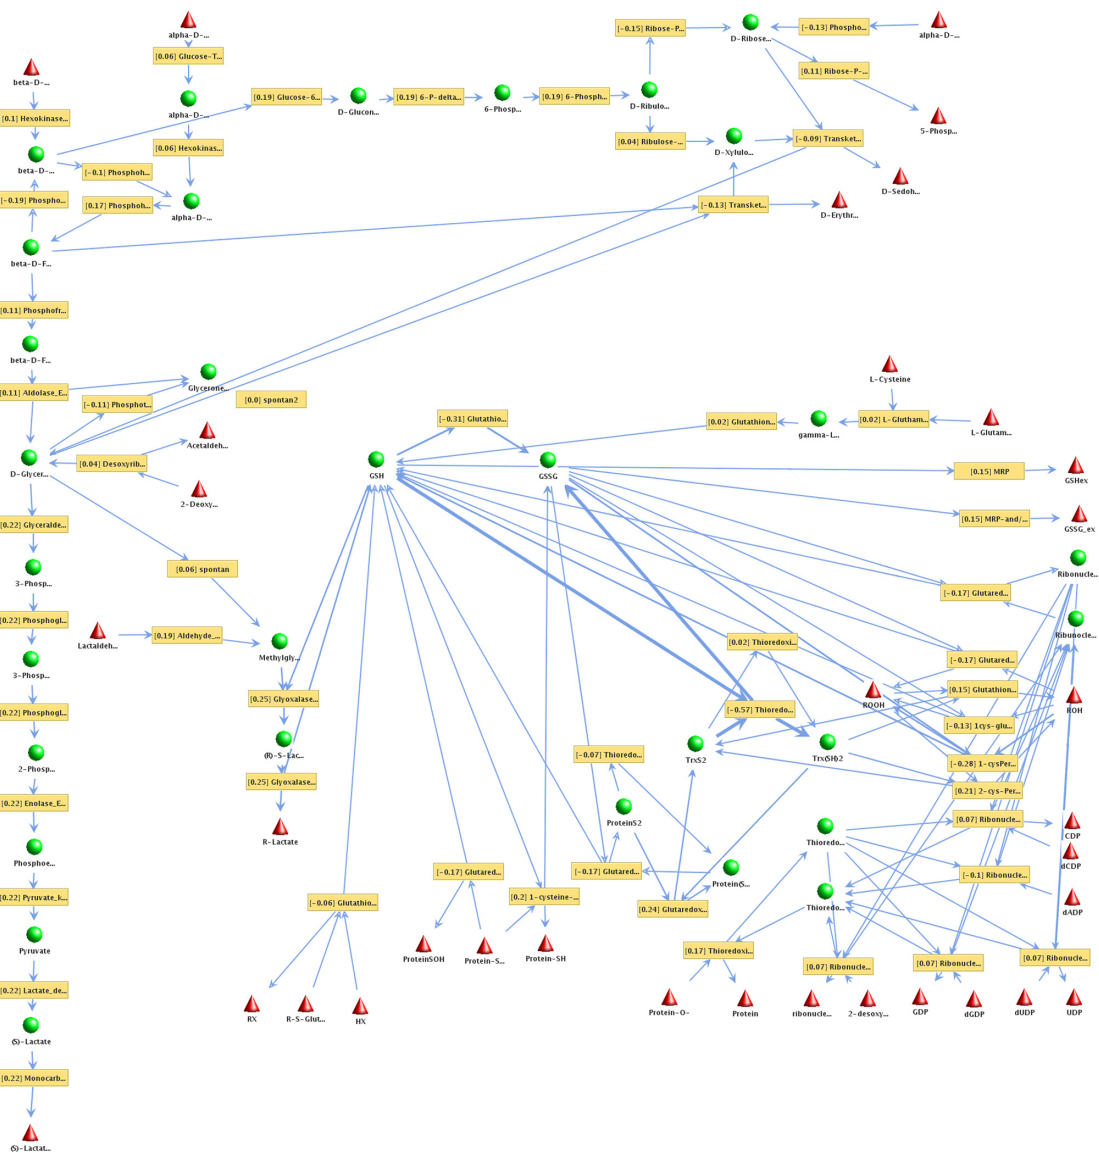 alpha-D-...
[-0.15] Ribose-P...
D-Ribose...
[-0.13] Phospho...
alpha-D-...
[0.06] Glucose-T...
beta-D-...
[0.11] Ribose-P-...
[0.1] Hexokinase...
alpha-D-...
[0.19] Glucose-6...
D-Glucon...
[0.19] 6-P-delta...
6-Phosp...
[0.19] 6-Phosph...
D-Ribulo...
5-Phosp...
[0.06] Hexokinas...
[0.04] Ribulose-...
D-Xylulo...
[-0.09] Transket...
beta-D-...
[-0.1] Phosphoh...
D-Sedoh...
[-0.19] Phospho...
[0.17] Phosphoh...
alpha-D-...
[-0.13] Transket...
D-Erythr...
beta-D-F...
[0.11] Phosphofr...
beta-D-F...
[0.11] Aldolase_E...
Glycerone...
[-0.11] Phosphot...
[0.0] spontan2
L-Cysteine
[-0.31] Glutathio...
[0.02] Glutathion...
gamma-L...
[0.02] L-Glutham...
L-Glutam...
Acetaldeh...
D-Glycer...
[0.04] Desoxyrib...
2-Deoxy...
GSH
GSSG
[0.15] MRP
GSHex
[0.22] Glyceralde...
[0.15] MRP-and/...
GSSG_ex
3-Phosp...
[0.06] spontan
Ribonucle...
[-0.17] Glutared...
[0.22] Phosphogl...
Lactaldeh...
[0.19] Aldehyde_...
Methylgly...
[0.02] Thioredoxi...
Ribunocle...
3-Phosp...
[-0.17] Glutared...
[0.22] Phosphogl...
[0.25] Glyoxalase...
[-0.57] Thioredo...
ROOH
[0.15] Glutathion...
ROH
[-0.13] 1cys-glu...
2-Phosp...
(R)-S-Lac...
[-0.07] Thioredo...
TrxS2
Trx(SH)2
[-0.28] 1-cysPer...
[0.25] Glyoxalase...
[0.21] 2-cys-Per...
[0.22] Enolase_E...
R-Lactate
ProteinS2
Thioredo...
[0.07] Ribonucle...
CDP
Phosphoe...
dCDP
[0.22] Pyruvate_k...
[-0.17] Glutared...
[-0.17] Glutared...
Protein(S...
[-0.1] Ribonucle...
[-0.06] Glutathio...
[0.2] 1-cysteine-...
[0.24] Glutaredox...
Thioredo...
dADP
Pyruvate
ProteinSOH
Protein-S...
Protein-SH
[0.17] Thioredoxi...
[0.07] Ribonucle...
[0.07] Ribonucle...
[0.07] Ribonucle...
[0.22] Lactate_de...
RX
R-S-Glut...
HX
Protein-O-
Protein
ribonucle...
2-desoxy...
GDP
dGDP
dUDP
UDP
(S)-Lactate
[0.22] Monocarb...
(S)-Lactat...